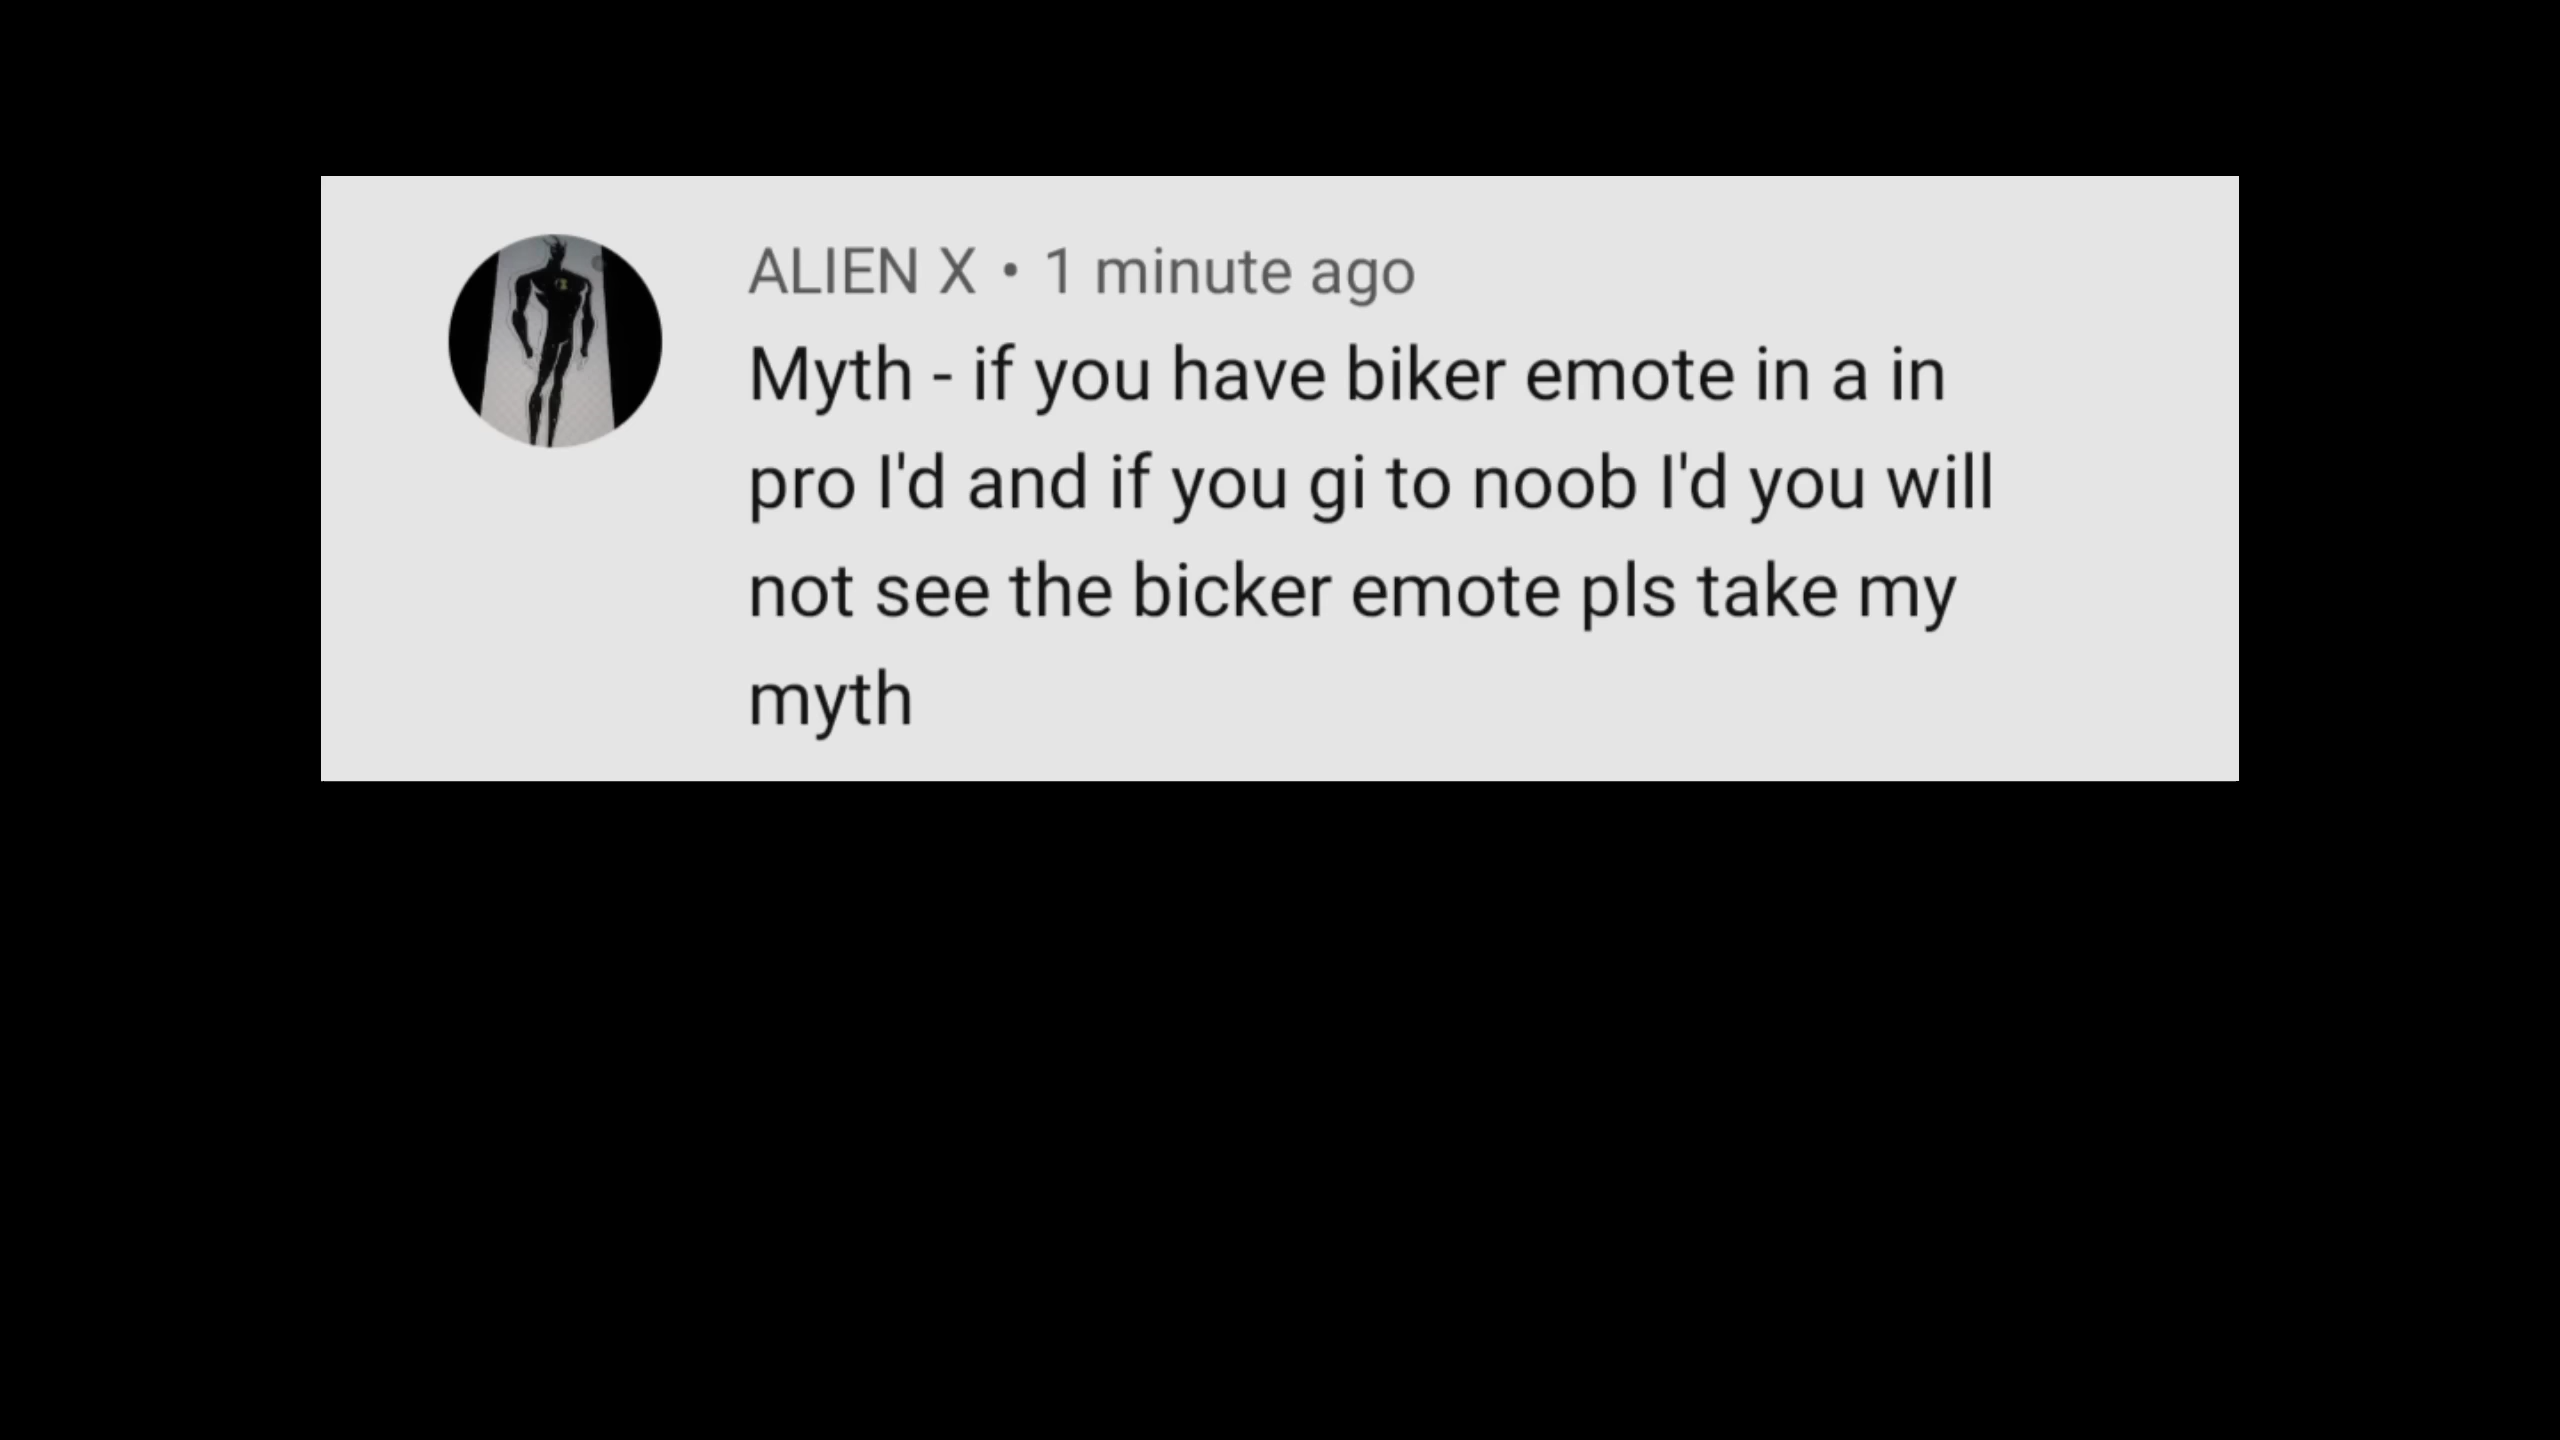 ALIEN X • 1 minute ago
Myth - if you have biker emote in a in
pro I'd and if you gi to noob I'd you will
not see the bicker emote pls take my
myth